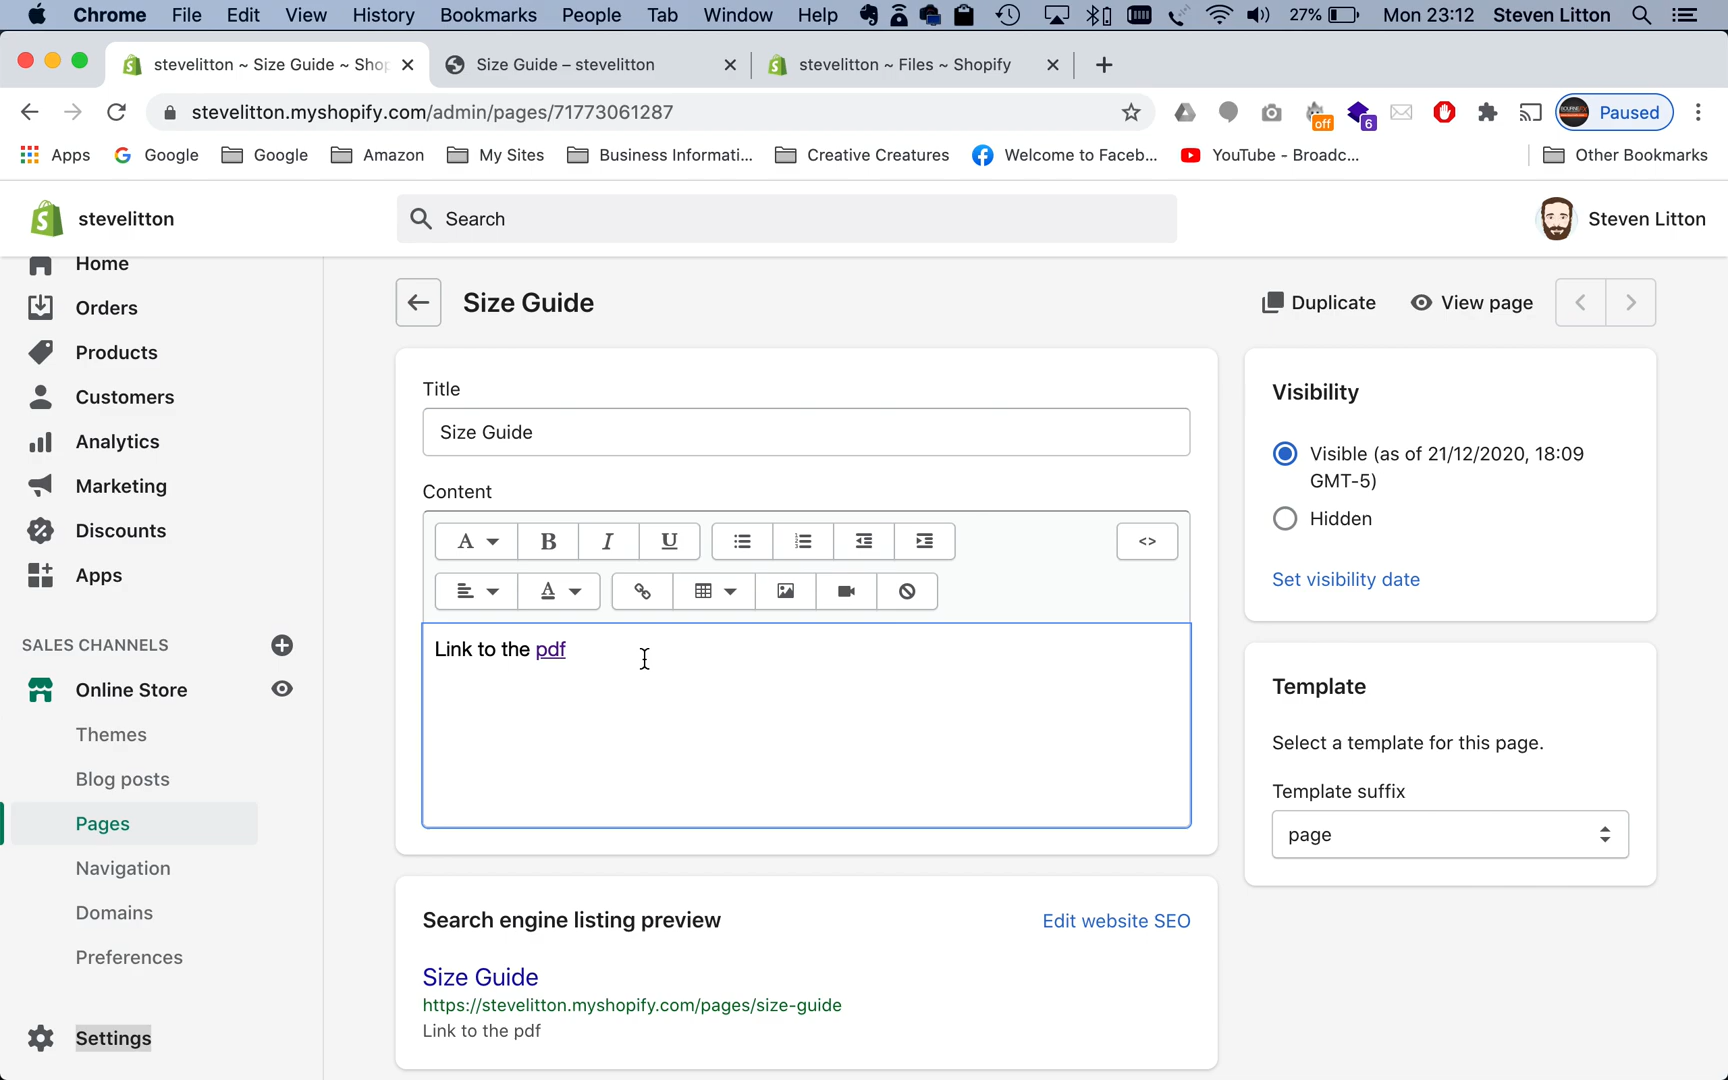 Chrome File Edit View History Bookmarks People Tab Window Help 27% Mon 23:12 Steven Litton
stevelitton ~ Size Guide ~ Sho
Size Guide – stevelitton
stevelitton ~ Files ~ Shopify
stevelitton.myshopify.com/admin/pages/71773061287
off
6
Paused
Apps Google Google Amazon My Sites Business Informati... Creative Creatures Welcome to Faceb... YouTube - Broadc... Other Bookmarks
stevelitton
Search
Steven Litton
Home
Orders
Products
Customers
Analytics
Marketing
Discounts
Apps
SALES CHANNELS
Online Store
Themes
Blog posts
Pages
Navigation
Domains
Preferences
Settings
Size Guide
Duplicate
View page
Title
Size Guide
Content
A B I U <>
A
Link to the pdf
Search engine listing preview
Edit website SEO
Size Guide
https://stevelitton.myshopify.com/pages/size-guide
Link to the pdf
Visibility
Visible (as of 21/12/2020, 18:09
GMT-5)
Hidden
Set visibility date
Template
Select a template for this page.
Template suffix
page